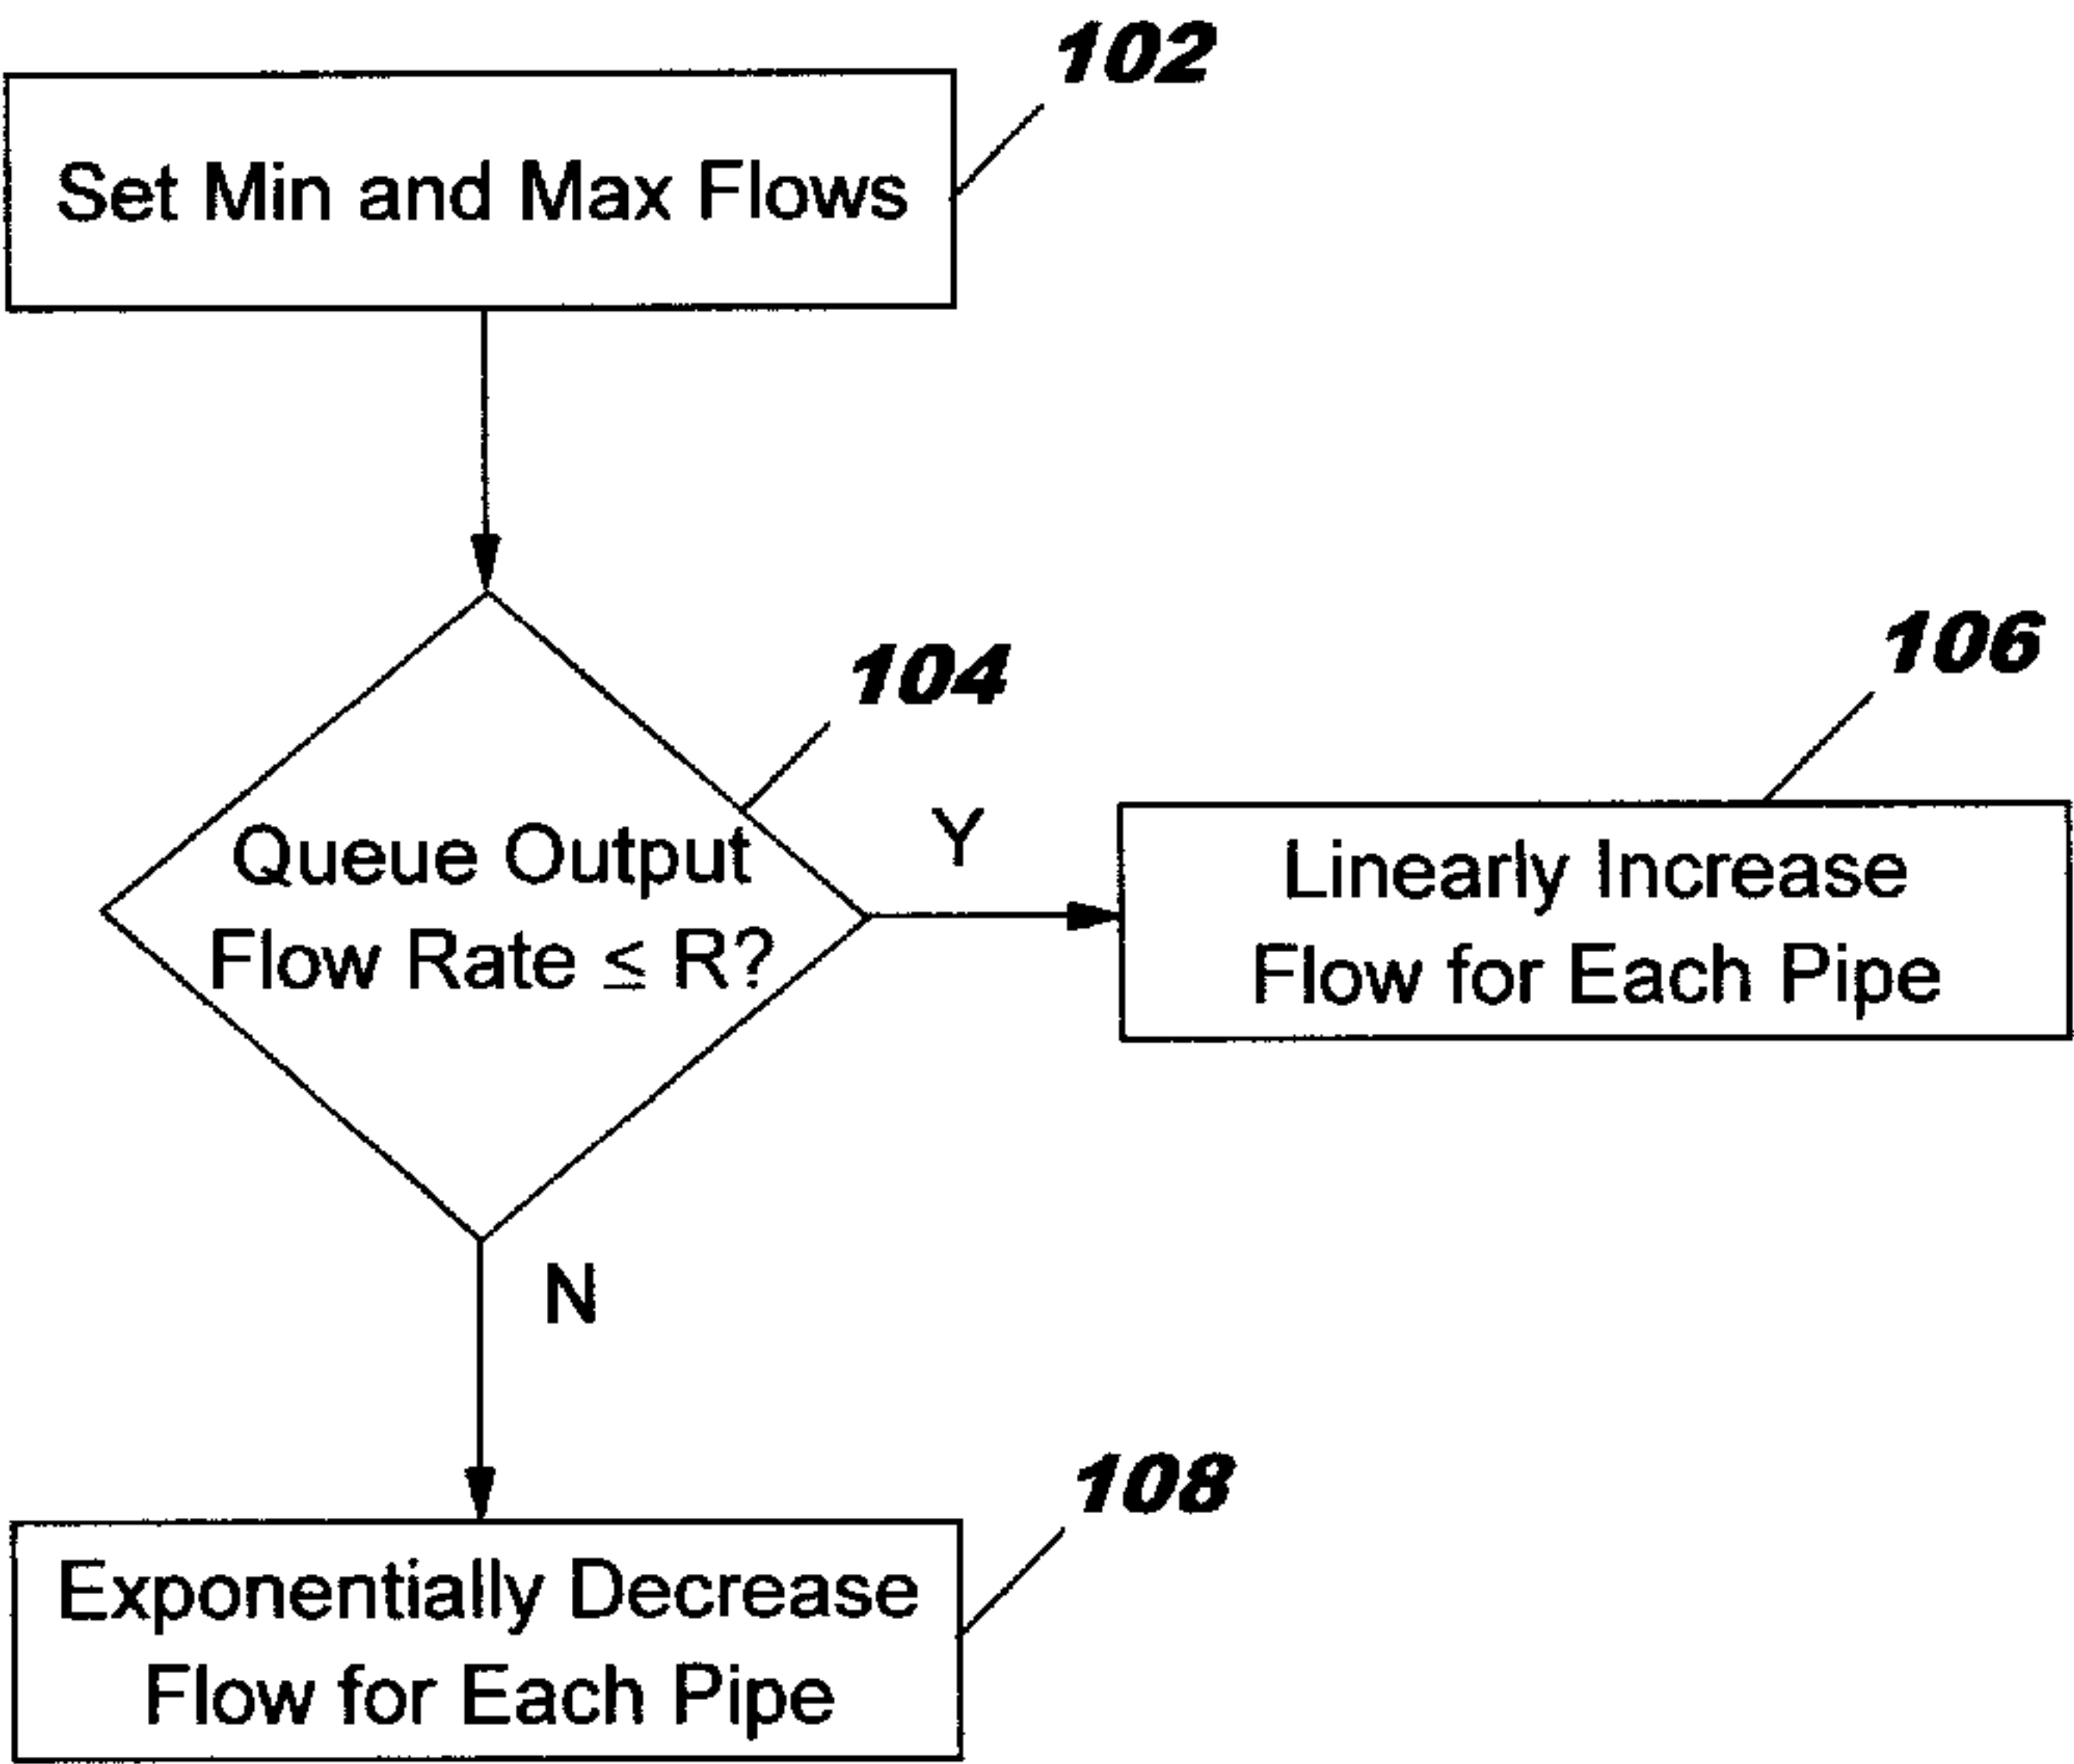 102
Set Min and Max Flows
104
106
Queue Output
Flow Rate ≤ R?
Y
Linearly Increase
Flow for Each Pipe
N
108
Exponentially Decrease
Flow for Each Pipe